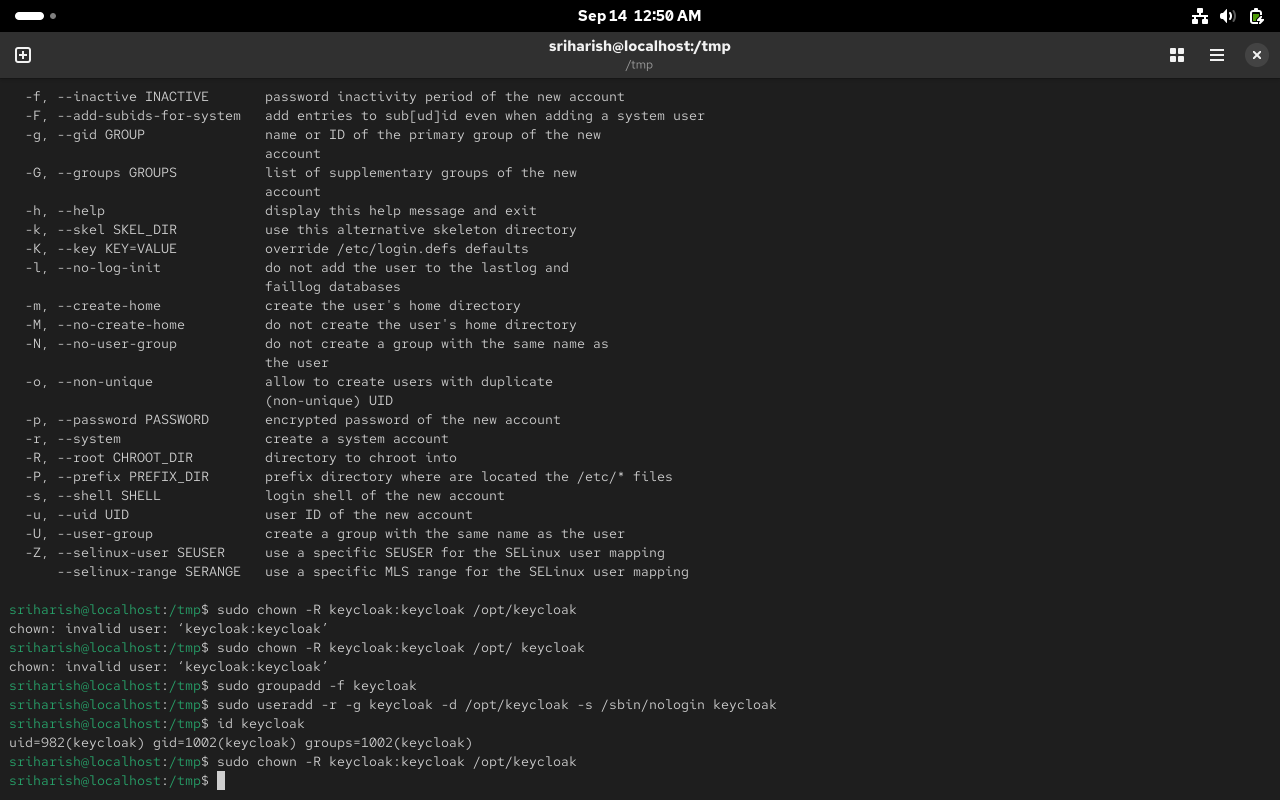 Sep 14 12:50 AM
sriharish@localhost:/tmp
/tmp
-f, --inactive INACTIVE       password inactivity period of the new account
-F, --add-subids-for-system   add entries to sub[ud]id even when adding a system user
-g, --gid GROUP               name or ID of the primary group of the new
account
-G, --groups GROUPS           list of supplementary groups of the new
account
-h, --help                    display this help message and exit
-k, --skel SKEL_DIR           use this alternative skeleton directory
-K, --key KEY=VALUE           override /etc/login.defs defaults
-l, --no-log-init             do not add the user to the lastlog and
faillog databases
-m, --create-home             create the user's home directory
-M, --no-create-home          do not create the user's home directory
-N, --no-user-group           do not create a group with the same name as
the user
-o, --non-unique              allow to create users with duplicate
(non-unique) UID
-p, --password PASSWORD       encrypted password of the new account
-r, --system                  create a system account
-R, --root CHROOT_DIR         directory to chroot into
-P, --prefix PREFIX_DIR       prefix directory where are located the /etc/* files
-s, --shell SHELL             login shell of the new account
-u, --uid UID                 user ID of the new account
-U, --user-group              create a group with the same name as the user
-Z, --selinux-user SEUSER     use a specific SEUSER for the SELinux user mapping
--selinux-range SERANGE   use a specific MLS range for the SELinux user mapping
sriharish@localhost:/tmp$ sudo chown -R keycloak:keycloak /opt/keycloak
chown: invalid user: ‘keycloak:keycloak’
sriharish@localhost:/tmp$ sudo chown -R keycloak:keycloak /opt/ keycloak
chown: invalid user: ‘keycloak:keycloak’
sriharish@localhost:/tmp$ sudo groupadd -f keycloak
sriharish@localhost:/tmp$ sudo useradd -r -g keycloak -d /opt/keycloak -s /sbin/nologin keycloak
sriharish@localhost:/tmp$ id keycloak
uid=982(keycloak) gid=1002(keycloak) groups=1002(keycloak)
sriharish@localhost:/tmp$ sudo chown -R keycloak:keycloak /opt/keycloak
sriharish@localhost:/tmp$